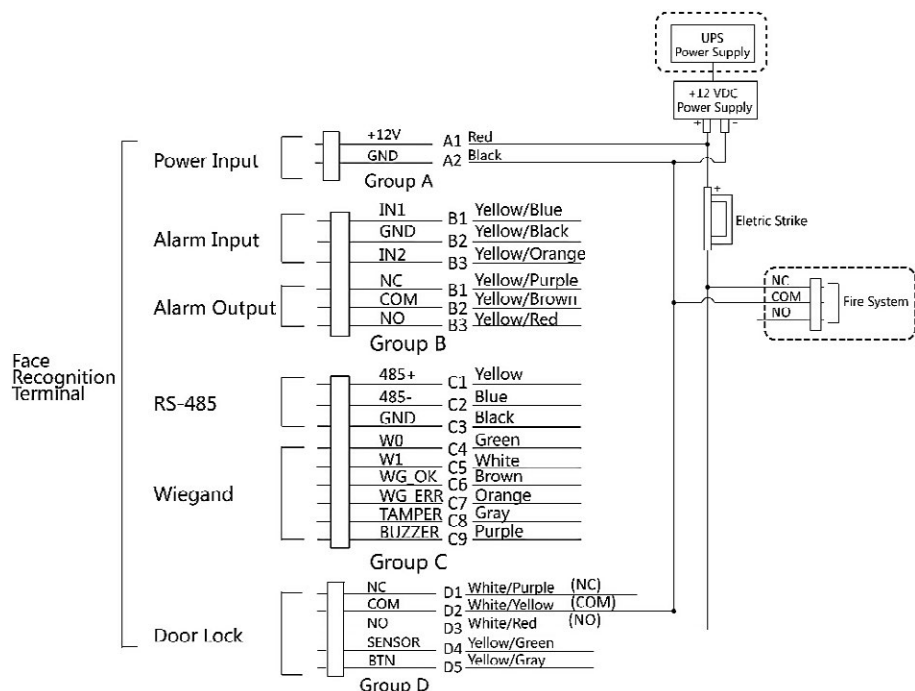 UPS
Power Supply
+12 VDC
Power Supply
+ -
Power Input
+12V A1 Red
GND A2 Black
Group A
+
Eletric Strike
Alarm Input
IN1 B1 Yellow/Blue
GND B2 Yellow/Black
IN2 B3 Yellow/Orange
Alarm Output
NC B1 Yellow/Purple
COM B2 Yellow/Brown
NO B3 Yellow/Red
Group B
NC
COM
NO
Fire System
Face
Recognition
Terminal
RS-485
485+ C1 Yellow
485- C2 Blue
GND C3 Black
Wiegand
W0 C4 Green
W1 C5 White
WG_OK C6 Brown
WG_ERR C7 Orange
TAMPER C8 Gray
BUZZER C9 Purple
Group C
Door Lock
NC D1 White/Purple (NC)
COM D2 White/Yellow (COM)
NO D3 White/Red (NO)
SENSOR D4 Yellow/Green
BTN D5 Yellow/Gray
Group D